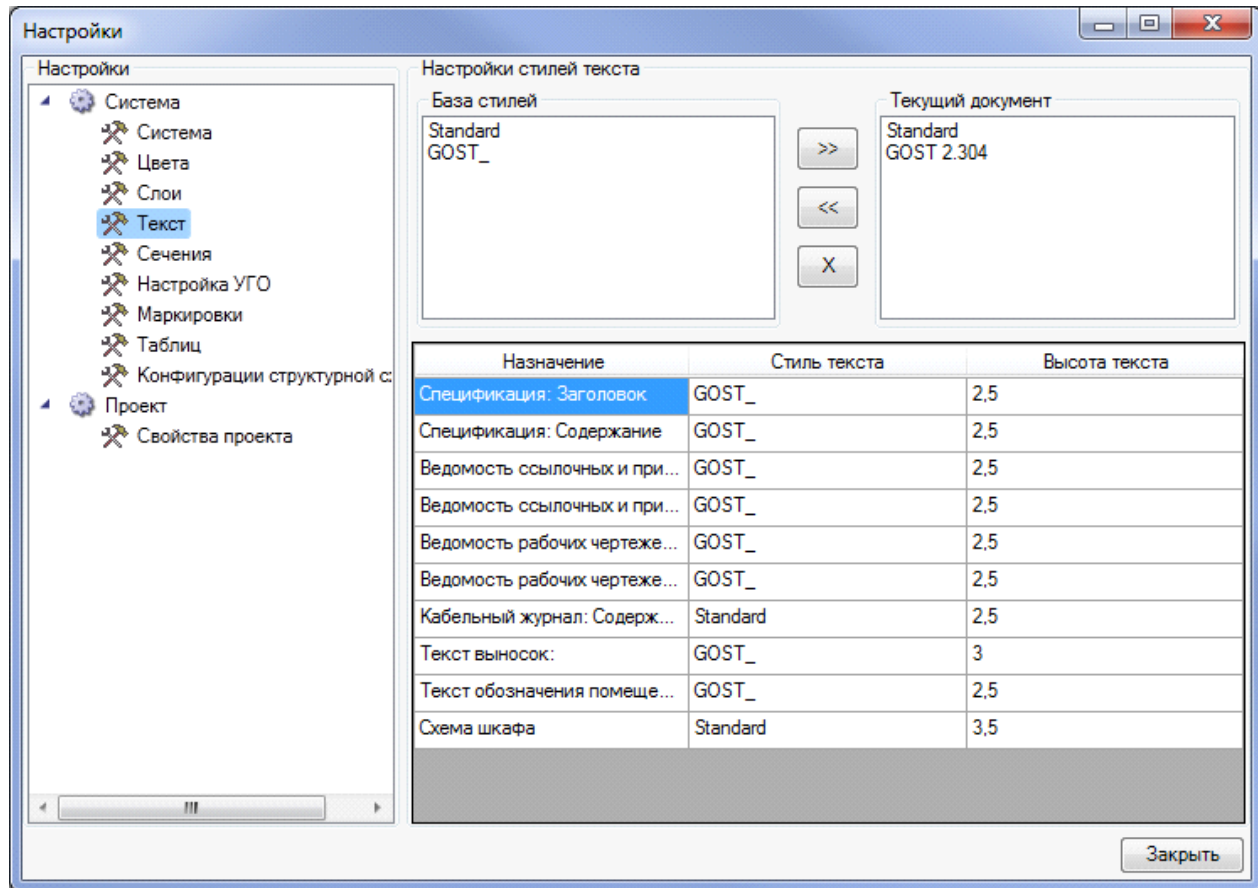 Настройки
Настройки
Система
Система
Цвета
Слои
Текст
Сечения
Настройка УГО
Маркировки
Таблиц
Конфигурации структурной с
Проект
Свойства проекта
Настройки стилей текста
База стилей
Standard
GOST_
>>
<<
X
Текущий документ
Standard
GOST 2.304
Назначение Стиль текста Высота текста
Спецификация: Заголовок GOST_ 2,5
Спецификация: Содержание GOST_ 2,5
Ведомость ссылочных и при... GOST_ 2,5
Ведомость ссылочных и при... GOST_ 2,5
Ведомость рабочих чертеже... GOST_ 2,5
Ведомость рабочих чертеже... GOST_ 2,5
Кабельный журнал: Содерж... Standard 2,5
Текст выносок: GOST_ 3
Текст обозначения помеще... GOST_ 2,5
Схема шкафа Standard 3,5
Закрыть